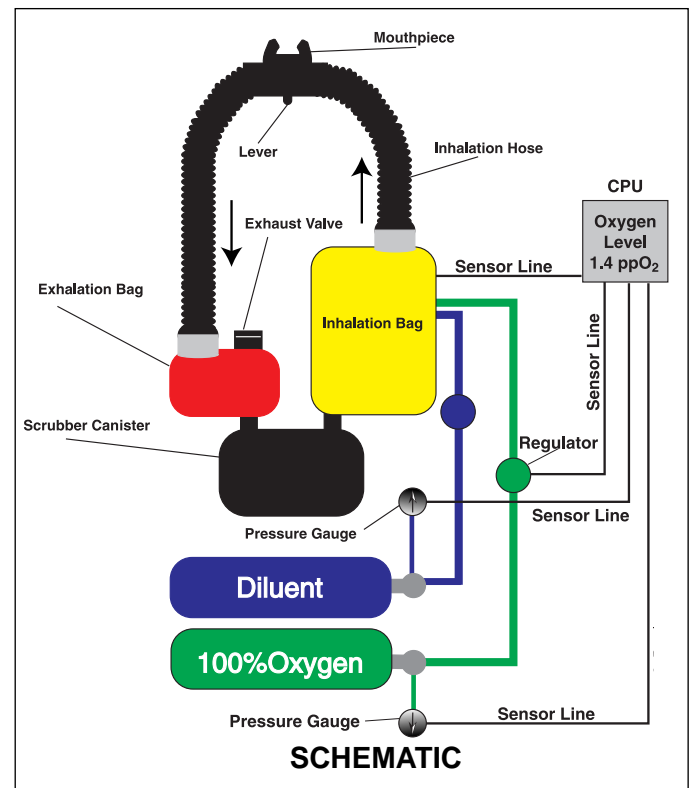 Mouthpiece
Lever
Inhalation Hose
CPU
Exhaust Valve
Oxygen
Level
1.4 ppO₂
Sensor Line
Exhalation Bag
Inhalation Bag
Sensor Line
Scrubber Canister
Regulator
Pressure Gauge
Sensor Line
Diluent
100%Oxygen
Pressure Gauge
Sensor Line
SCHEMATIC